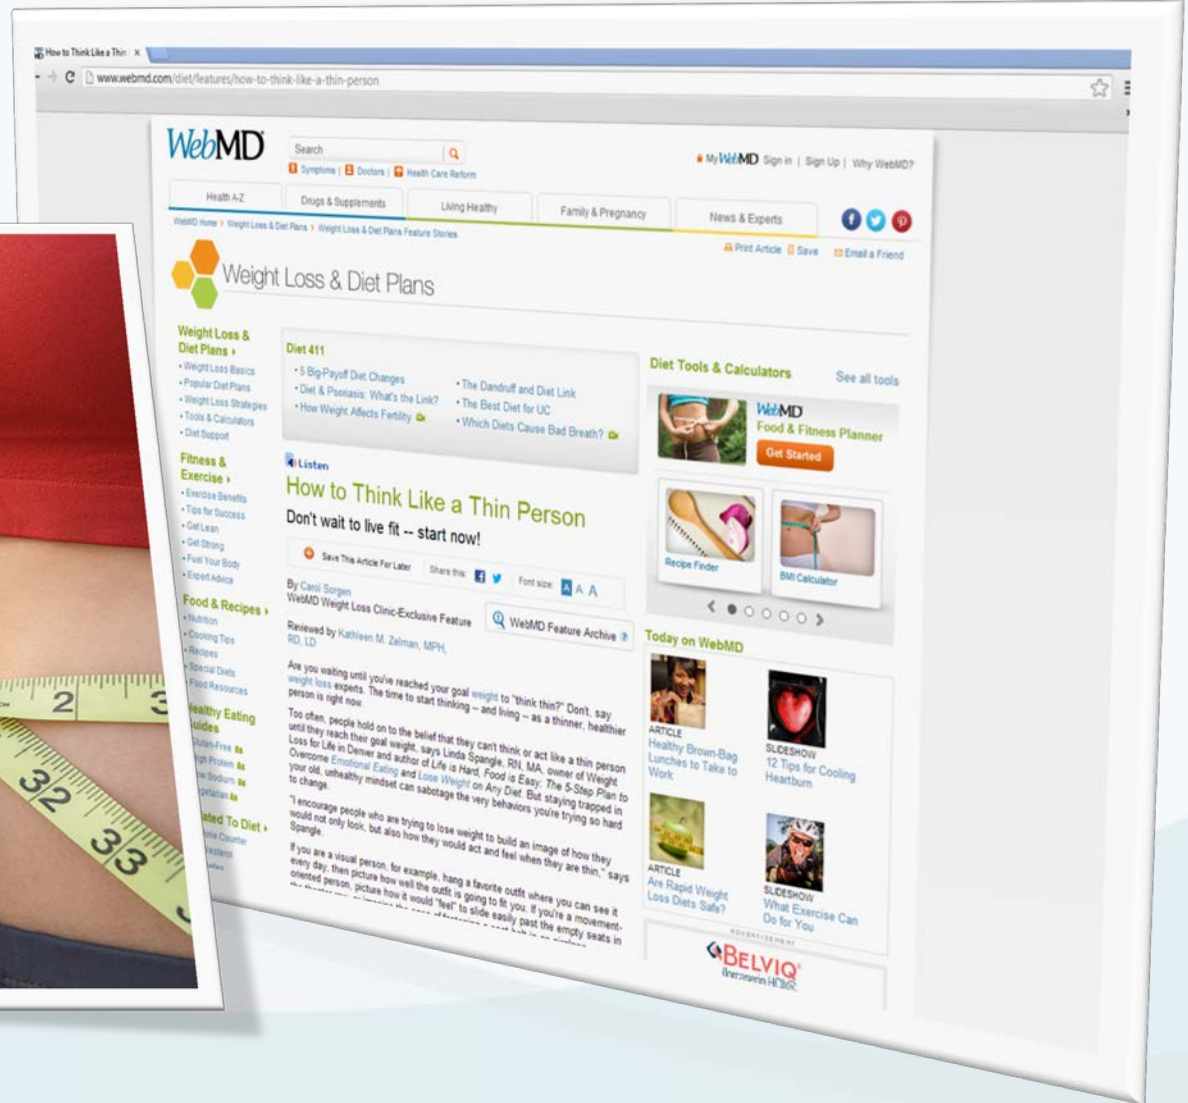 How to Think Like a Thin
www.webmd.com/diet/features/how-to-think-like-a-thin-person
WebMD
Search
Symptoms | Doctors | Health Care Reform
My WebMD Sign in | Sign Up | Why WebMD?
Health A-Z
Drugs & Supplements
Living Healthy
Family & Pregnancy
News & Experts
WebMD Home > Weight Loss & Diet Plans > Weight Loss & Diet Plans Feature Stories
Print Article Save Email a Friend
Weight Loss & Diet Plans
Weight Loss &
Diet Plans
• Weight Loss Basics
• Popular Diet Plans
• Weight Loss Strategies
• Tools & Calculators
• Diet Support
Fitness &
Exercise
• Exercise Benefits
• Tips for Success
• Get Lean
• Get Strong
• Fuel Your Body
• Expert Advice
Food & Recipes
• Nutrition
• Cooking Tips
• Recipes
• Special Diets
• Food Resources
Eating
To Diet
Counter
Diet 411
• 5 Big-Payoff Diet Changes
• Diet & Psoriasis: What's the Link?
• How Weight Affects Fertility
• The Dandruff and Diet Link
• The Best Diet for UC
• Which Diets Cause Bad Breath?
Listen
How to Think Like a Thin Person
Don't wait to live fit -- start now!
Save This Article For Later
Share this:
Font size: A A A
By Carol Sorgen
WebMD Weight Loss Clinic-Exclusive Feature
WebMD Feature Archive
Reviewed by Kathleen M. Zelman, MPH,
RD, LD
Are you waiting until you've reached your goal weight to "think thin?" Don't, say
weight loss experts. The time to start thinking -- and living -- as a thinner, healthier
person is right now.
Too often, people hold on to the belief that they can't think or act like a thin person
until they reach their goal weight, says Linda Spangle, RN, MA, owner of Weight
Loss for Life in Denver and author of Life is Hard, Food is Easy: The 5-Step Plan to
Overcome Emotional Eating and Lose Weight on Any Diet. But staying trapped in
your old, unhealthy mindset can sabotage the very behaviors you're trying so hard
to change.
"I encourage people who are trying to lose weight to build an image of how they
would not only look, but also how they would act and feel when they are thin," says
Spangle.
If you are a visual person, for example, hang a favorite outfit where you can see it
every day, then picture how well the outfit is going to fit you. If you're a movement-
oriented person, picture how it would "feel" to slide easily past the empty seats in
Diet Tools & Calculators
See all tools
WebMD
Food & Fitness Planner
Get Started
Recipe Finder
BMI Calculator
Today on WebMD
ARTICLE
Healthy Brown-Bag
Lunches to Take to
Work
SLIDESHOW
12 Tips for Cooling
Heartburn
ARTICLE
Are Rapid Weight
Loss Diets Safe?
SLIDESHOW
What Exercise Can
Do for You
ADVERTISEMENT
BELVIQ
2 3
32 33